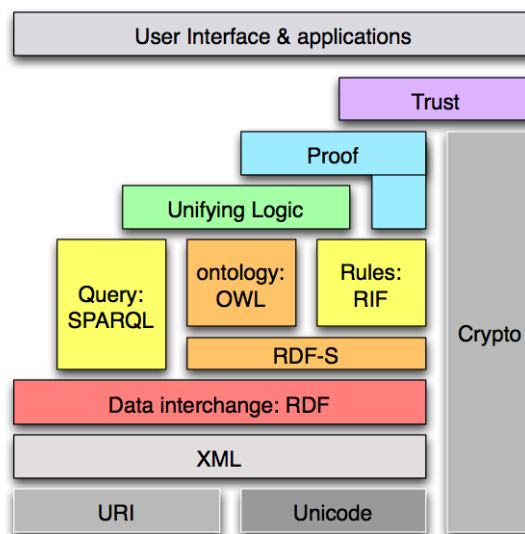 User Interface & applications
Trust
Proof
Unifying Logic
Query:
SPARQL
ontology:
OWL
Rules:
RIF
Crypto
RDF-S
Data interchange: RDF
XML
URI
Unicode